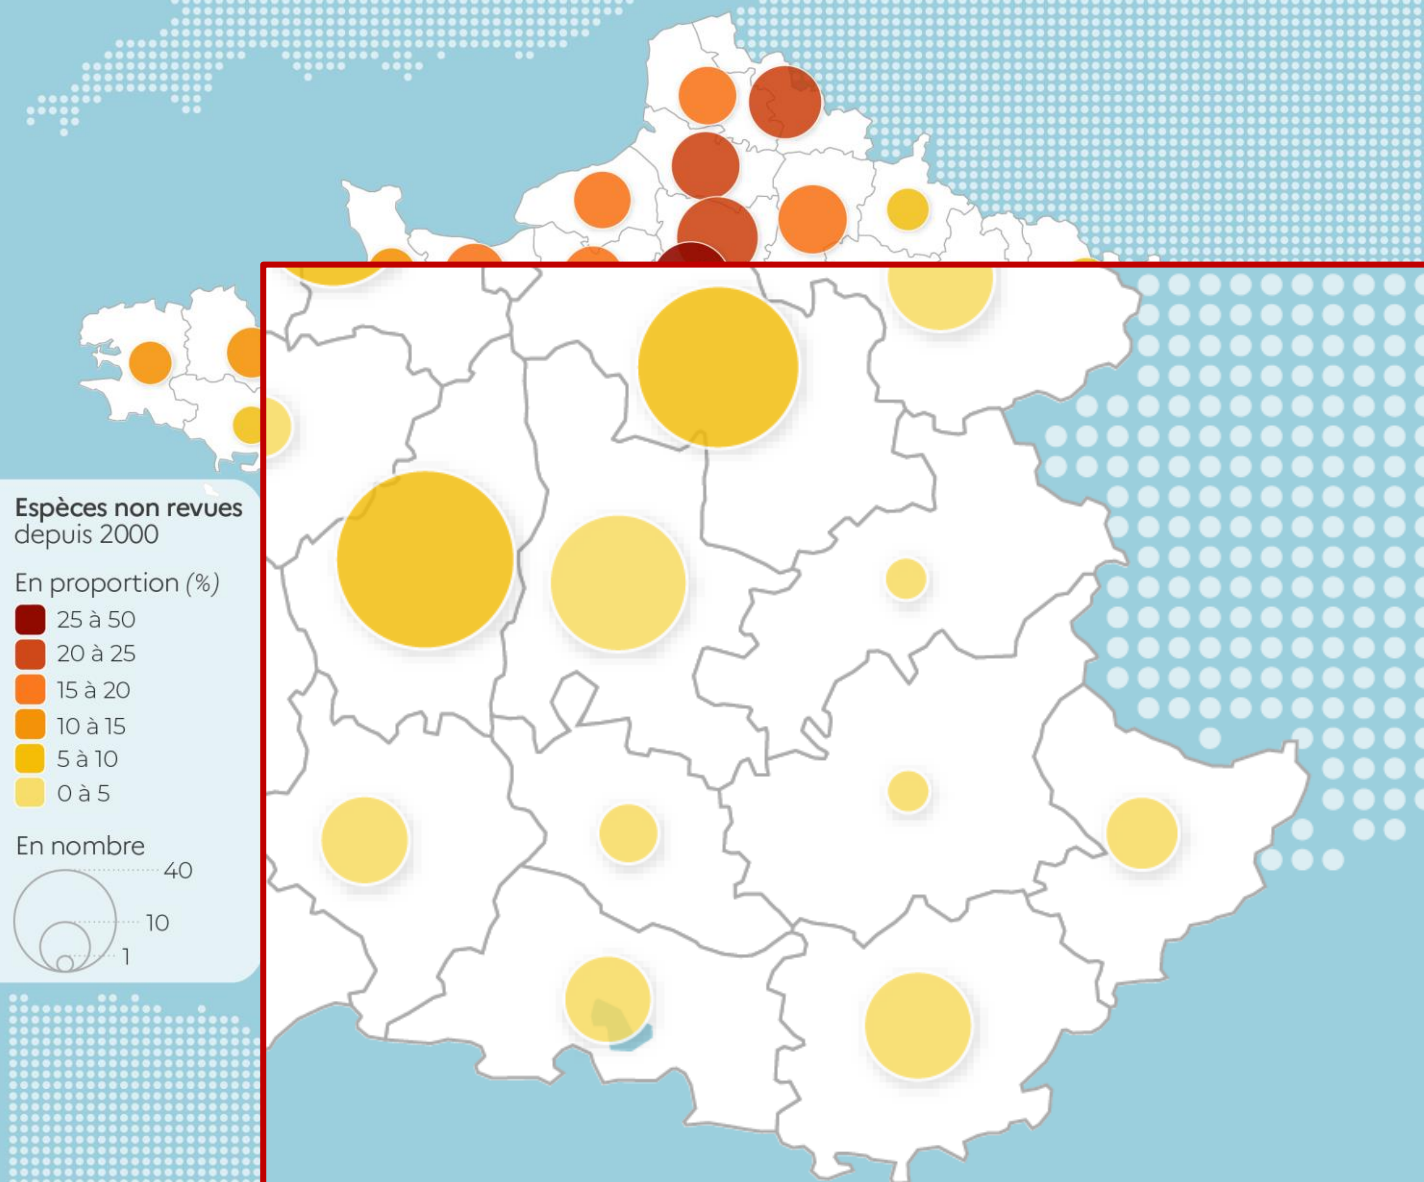 Espèces non revues
depuis 2000
En proportion (%)
25 à 50
20 à 25
15 à 20
10 à 15
5 à 10
0 à 5
En nombre
40
10
1